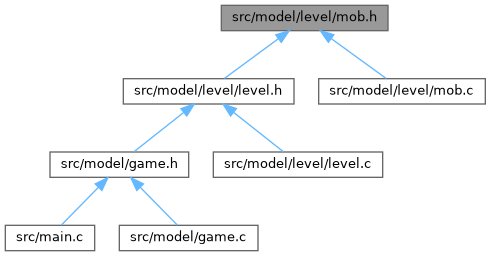 src/model/level/mob.h
src/model/level/level.h
src/model/level/mob.c
src/model/game.h
src/model/level/level.c
src/main.c
src/model/game.c